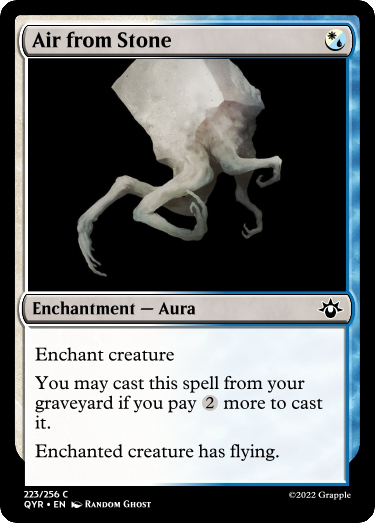 Air from Stone
Enchantment — Aura
Enchant creature
You may cast this spell from your
graveyard if you pay 2 more to cast
it.
Enchanted creature has flying.
223/256 C
QYR • EN Random Ghost
©2022 Grapple